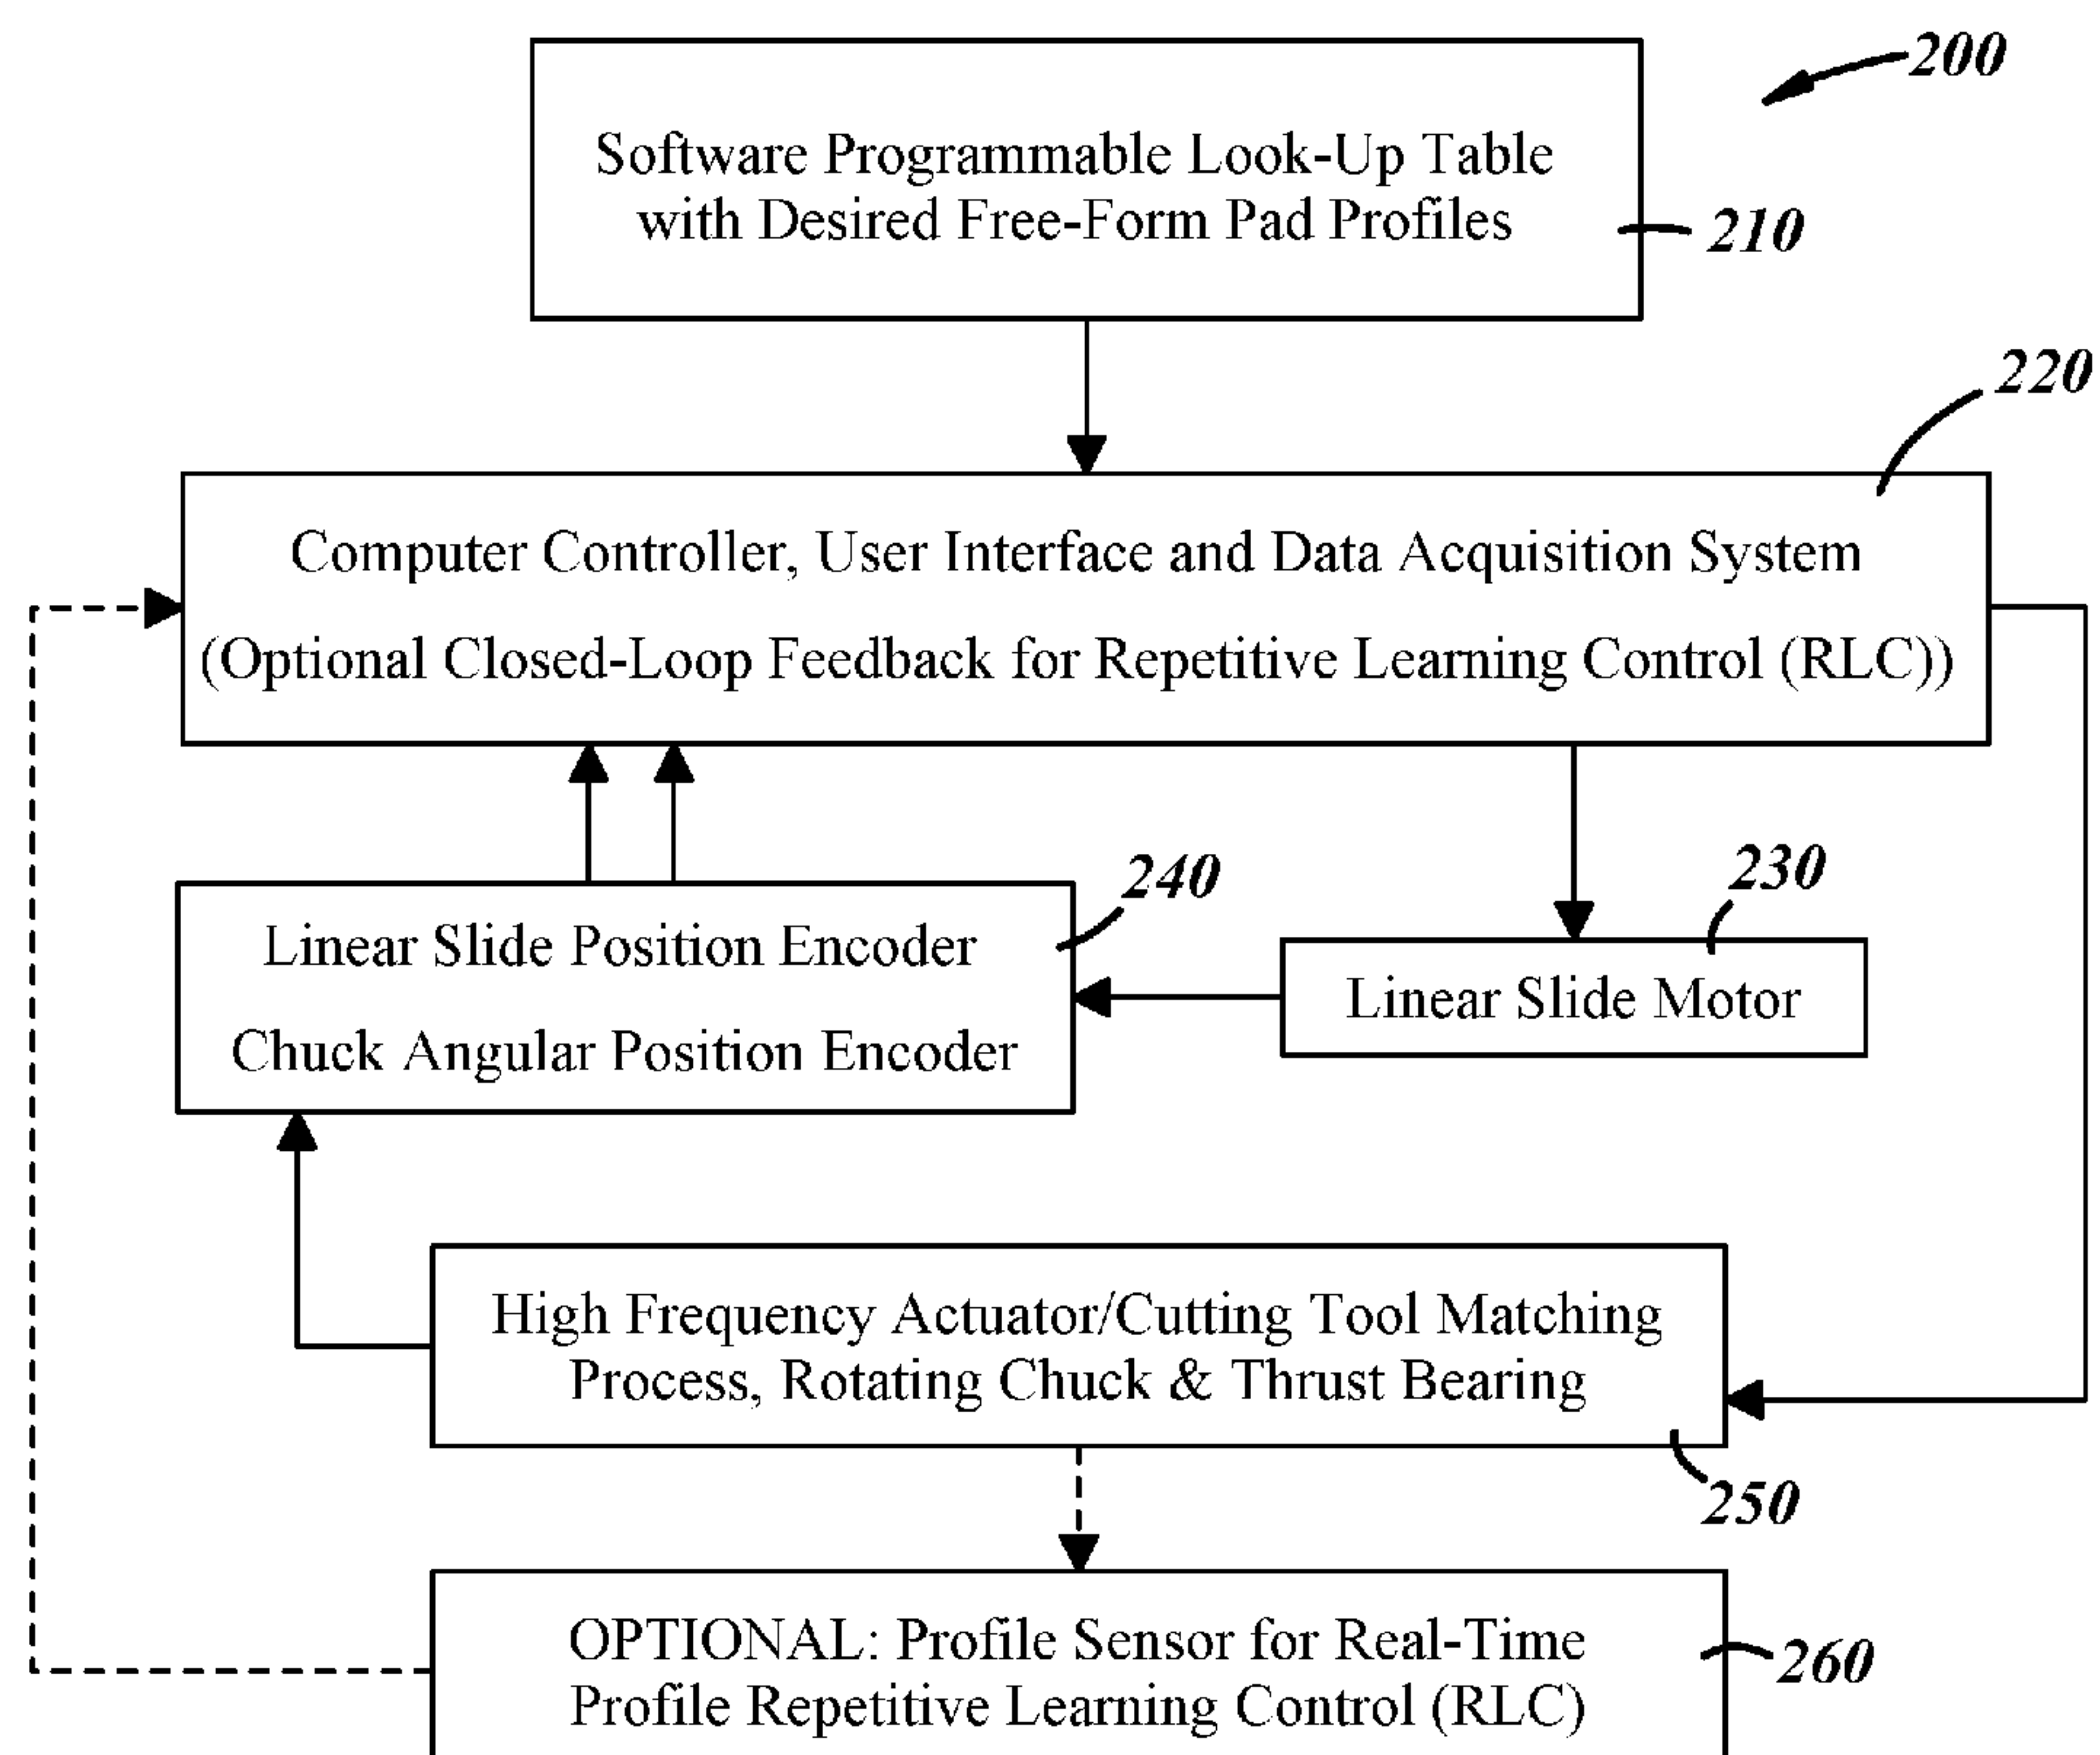 200
Software Programmable Look-Up Table
with Desired Free-Form Pad Profiles
210
220
Computer Controller, User Interface and Data Acquisition System
(Optional Closed-Loop Feedback for Repetitive Learning Control (RLC))
240
230
Linear Slide Position Encoder
Chuck Angular Position Encoder
Linear Slide Motor
High Frequency Actuator/Cutting Tool Matching
Process, Rotating Chuck & Thrust Bearing
250
OPTIONAL: Profile Sensor for Real-Time
Profile Repetitive Learning Control (RLC)
260